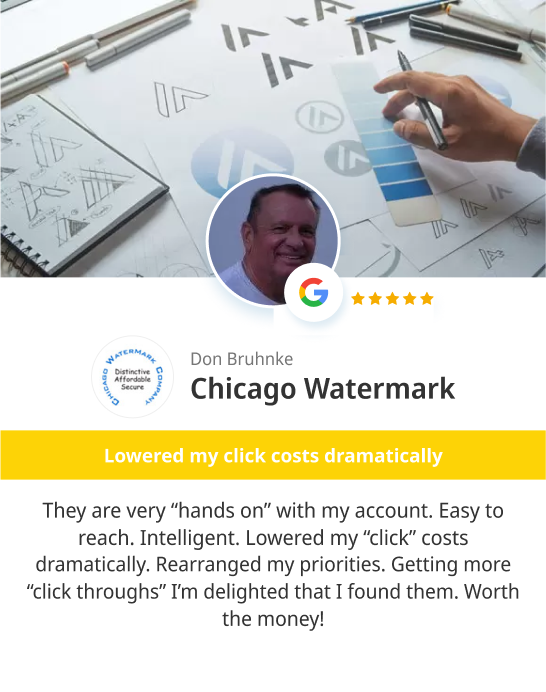 Don Bruhnke
CHICAGO WATERMARK COMPANY
Distinctive
Affordable
Secure
Chicago Watermark
Lowered my click costs dramatically
They are very “hands on” with my account. Easy to
reach. Intelligent. Lowered my “click” costs
dramatically. Rearranged my priorities. Getting more
“click throughs” I’m delighted that I found them. Worth
the money!